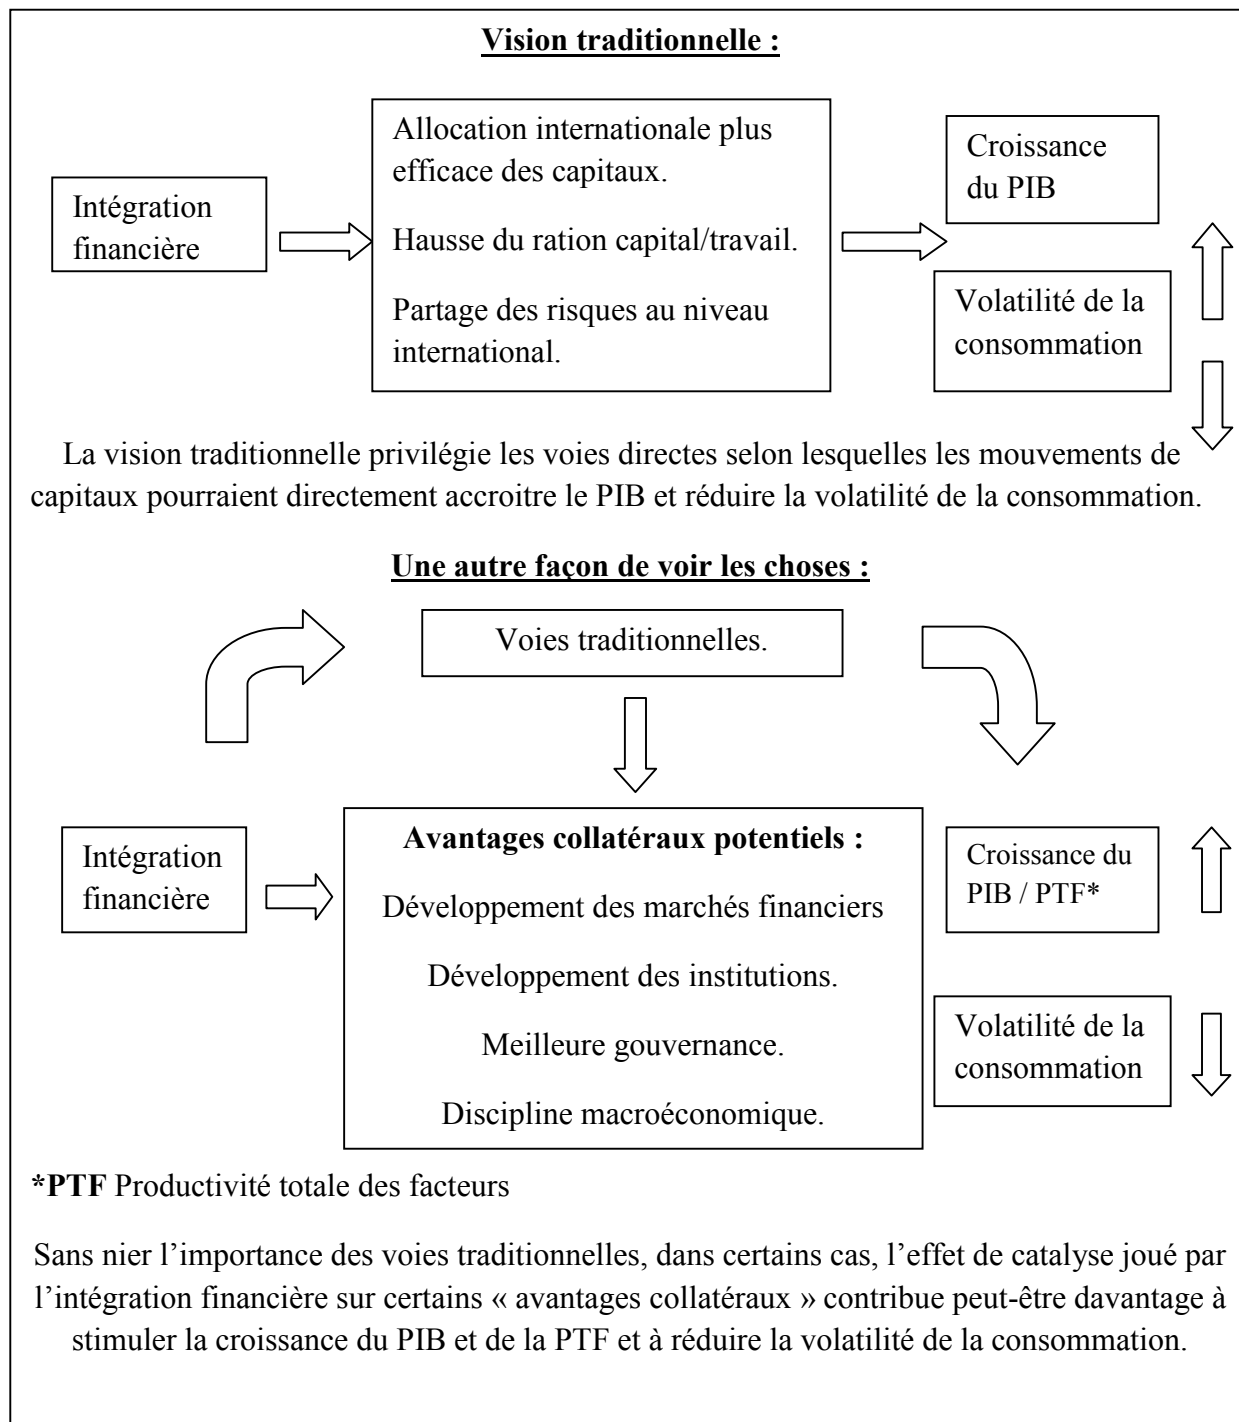 Vision traditionnelle :
Intégration
financière
Allocation internationale plus
efficace des capitaux.
Hausse du ration capital/travail.
Partage des risques au niveau
international.
Croissance
du PIB
Volatilité de la
consommation
La vision traditionnelle privilégie les voies directes selon lesquelles les mouvements de
capitaux pourraient directement accroitre le PIB et réduire la volatilité de la consommation.
Une autre façon de voir les choses :
Voies traditionnelles.
Intégration
financière
Avantages collatéraux potentiels :
Développement des marchés financiers
Développement des institutions.
Meilleure gouvernance.
Discipline macroéconomique.
Croissance du
PIB / PTF*
Volatilité de la
consommation
*PTF Productivité totale des facteurs
Sans nier l’importance des voies traditionnelles, dans certains cas, l’effet de catalyse joué par
l’intégration financière sur certains « avantages collatéraux » contribue peut-être davantage à
stimuler la croissance du PIB et de la PTF et à réduire la volatilité de la consommation.